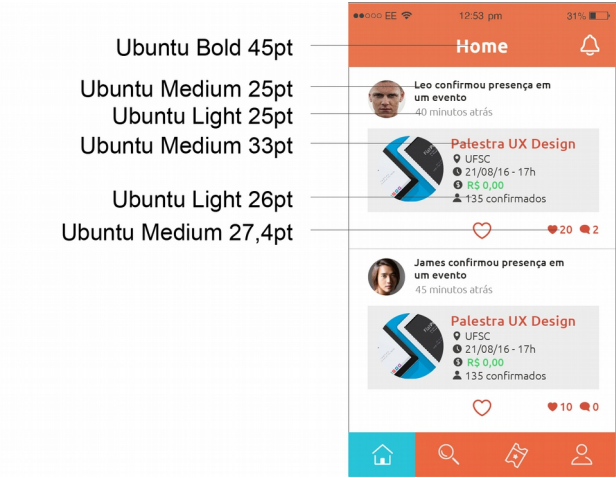 EE 12:53 pm 31%
Ubuntu Bold 45pt
Home
Ubuntu Medium 25pt
Leo confirmou presença em
um evento
Ubuntu Light 25pt
40 minutos atrás
Ubuntu Medium 33pt
Palestra UX Design
UFSC
21/08/16 - 17h
R$ 0,00
Ubuntu Light 26pt
135 confirmados
Ubuntu Medium 27,4pt
20 2
James confirmou presença em
um evento
45 minutos atrás
Palestra UX Design
UFSC
21/08/16 - 17h
R$ 0,00
135 confirmados
10 0